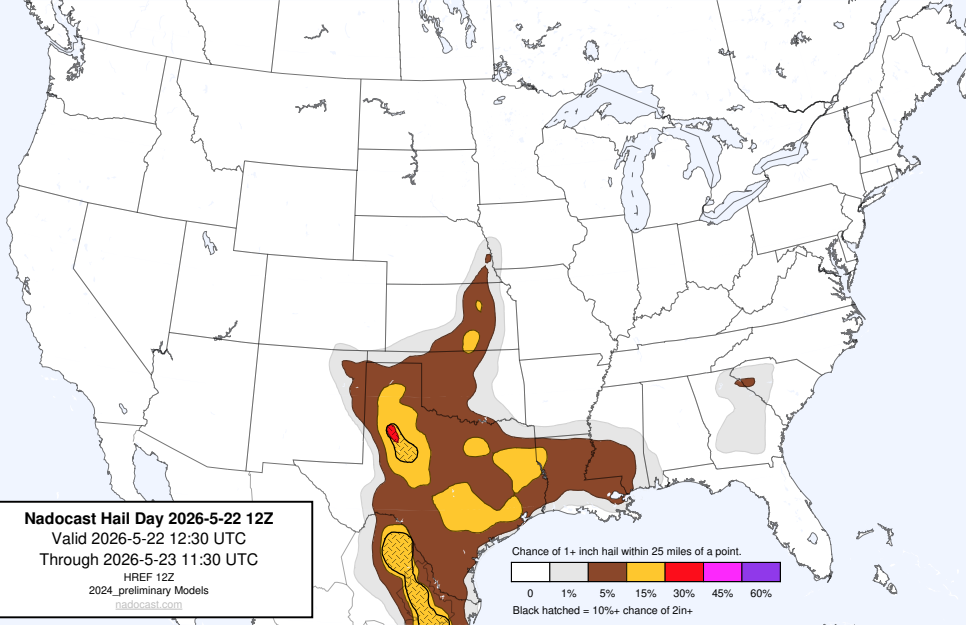 Nadocast Hail Day 2026-5-22 12Z
Valid 2026-5-22 12:30 UTC
Through 2026-5-23 11:30 UTC
HREF 12Z
2024_preliminary Models
nadocast.com
Chance of 1+ inch hail within 25 miles of a point.
0 1% 5% 15% 30% 45% 60%
Black hatched = 10%+ chance of 2in+